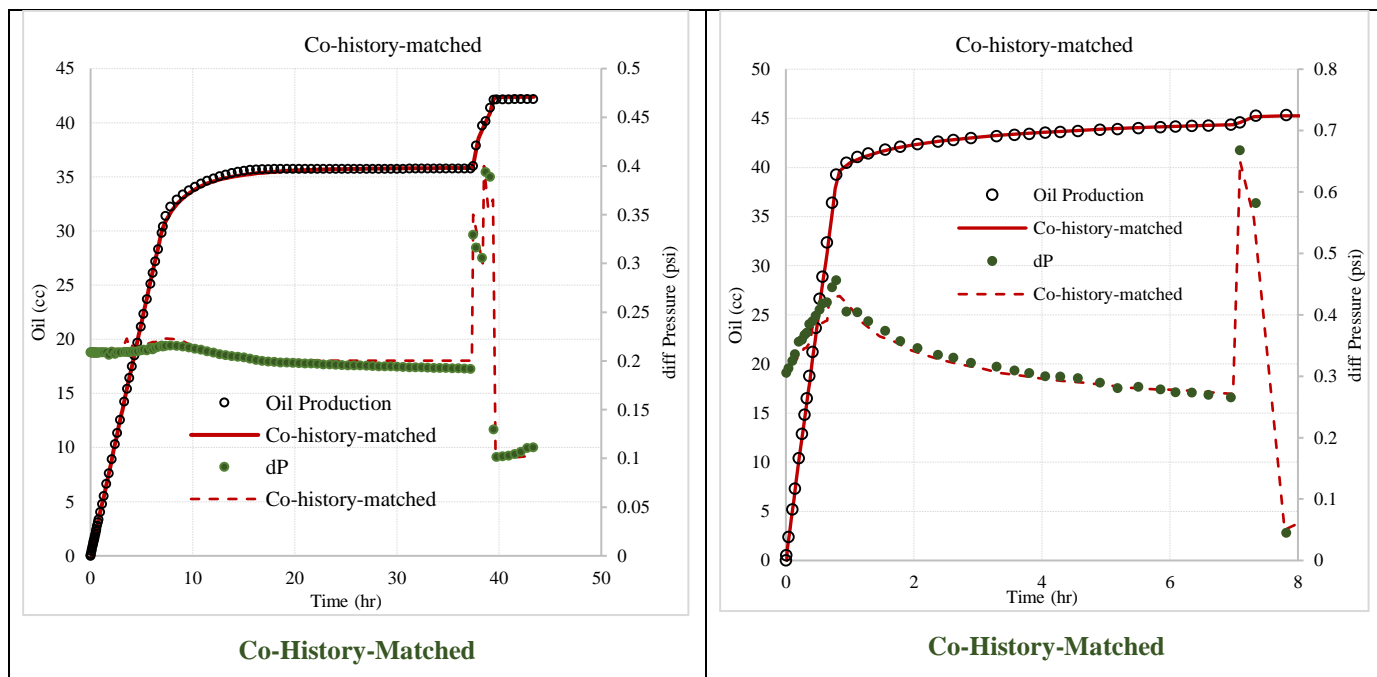 Co-history-matched
45
40
35
30
25
20
15
10
5
0
Oil (cc)
0.5
0.45
0.4
0.35
0.3
0.25
0.2
0.15
0.1
0.05
0
diff Pressure (psi)
Oil Production
Co-history-matched
dP
Co-history-matched
0 10 20 30 40 50
Time (hr)
Co-History-Matched
Co-history-matched
50
45
40
35
30
25
20
15
10
5
0
Oil (cc)
0.8
0.7
0.6
0.5
0.4
0.3
0.2
0.1
0
diff Pressure (psi)
Oil Production
Co-history-matched
dP
Co-history-matched
0 2 4 6 8
Time (hr)
Co-History-Matched